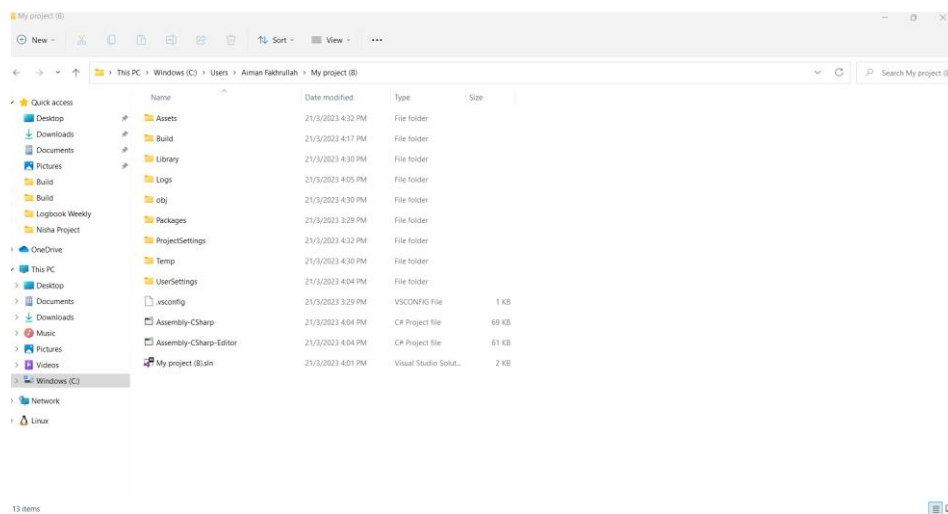 My project (8)
New Sort View
This PC > Windows (C:) > Users > Aiman Fakhrullah > My project (8)
Search My project (8
Name Date modified Type Size
Quick access
Desktop
Downloads
Documents
Pictures
Build
Build
Logbook Weekly
Nisha Project
OneDrive
This PC
Desktop
Documents
Downloads
Music
Pictures
Videos
Windows (C:)
Network
Linux
Assets 21/3/2023 4:32 PM File folder
Build 21/3/2023 4:17 PM File folder
Library 21/3/2023 4:30 PM File folder
Logs 21/3/2023 4:05 PM File folder
obj 21/3/2023 4:30 PM File folder
Packages 21/3/2023 3:29 PM File folder
ProjectSettings 21/3/2023 4:32 PM File folder
Temp 21/3/2023 4:30 PM File folder
UserSettings 21/3/2023 4:04 PM File folder
.vsconfig 21/3/2023 3:29 PM VSCONFIG File 1 KB
Assembly-CSharp 21/3/2023 4:04 PM C# Project file 69 KB
Assembly-CSharp-Editor 21/3/2023 4:04 PM C# Project file 61 KB
My project (8).sln 21/3/2023 4:01 PM Visual Studio Solut... 2 KB
13 items